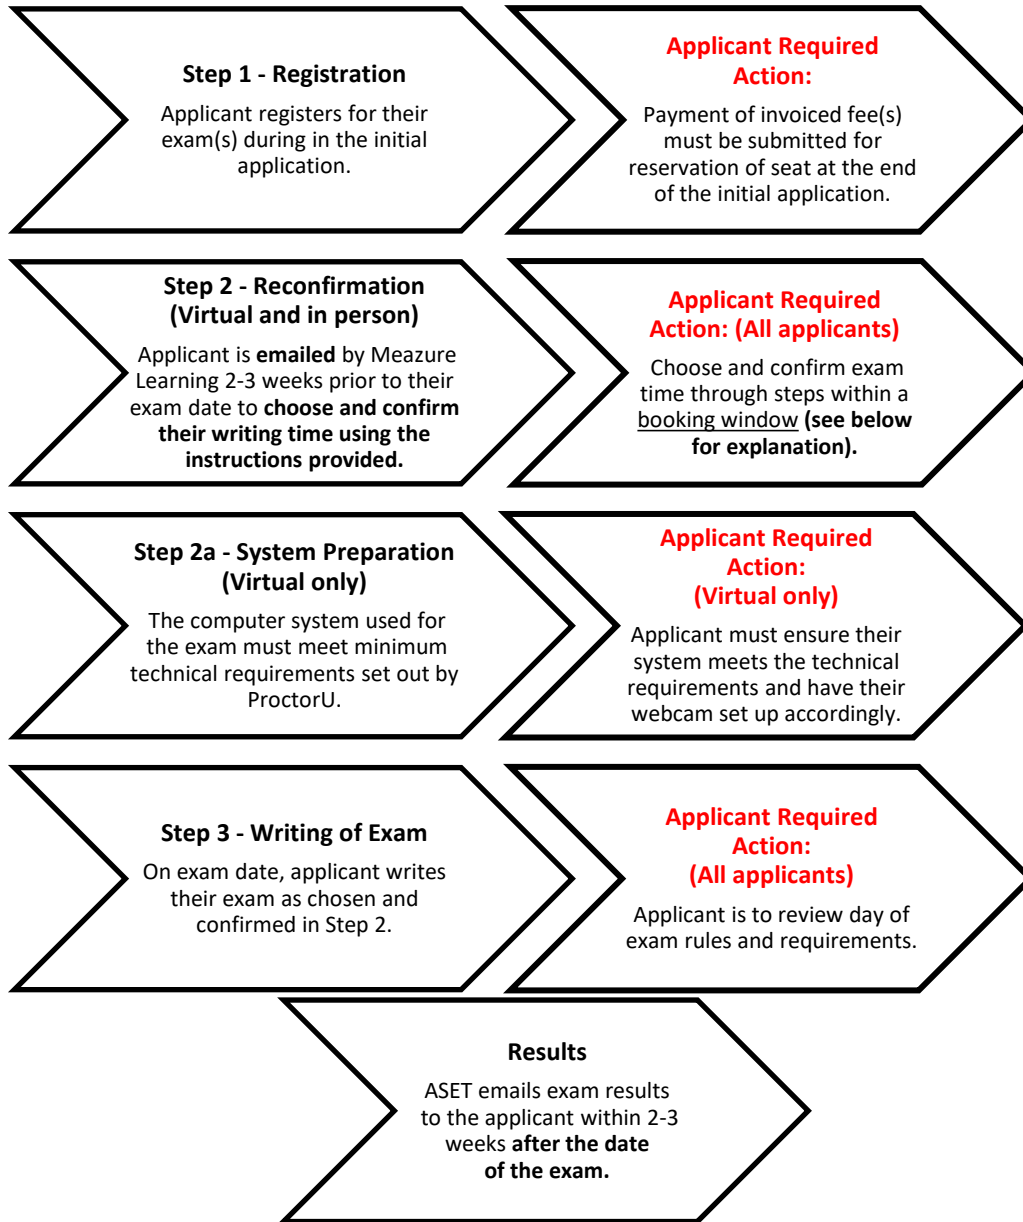 Step 1 - Registration
Applicant registers for their
exam(s) during in the initial
application.
Applicant Required
Action:
Payment of invoiced fee(s)
must be submitted for
reservation of seat at the end
of the initial application.
Step 2 - Reconfirmation
(Virtual and in person)
Applicant is emailed by Meazure
Learning 2-3 weeks prior to their
exam date to choose and confirm
their writing time using the
instructions provided.
Applicant Required
Action: (All applicants)
Choose and confirm exam
time through steps within a
booking window (see below
for explanation).
Step 2a - System Preparation
(Virtual only)
The computer system used for
the exam must meet minimum
technical requirements set out by
ProctorU.
Applicant Required
Action:
(Virtual only)
Applicant must ensure their
system meets the technical
requirements and have their
webcam set up accordingly.
Step 3 - Writing of Exam
On exam date, applicant writes
their exam as chosen and
confirmed in Step 2.
Applicant Required
Action:
(All applicants)
Applicant is to review day of
exam rules and requirements.
Results
ASET emails exam results
to the applicant within 2-3
weeks after the date
of the exam.